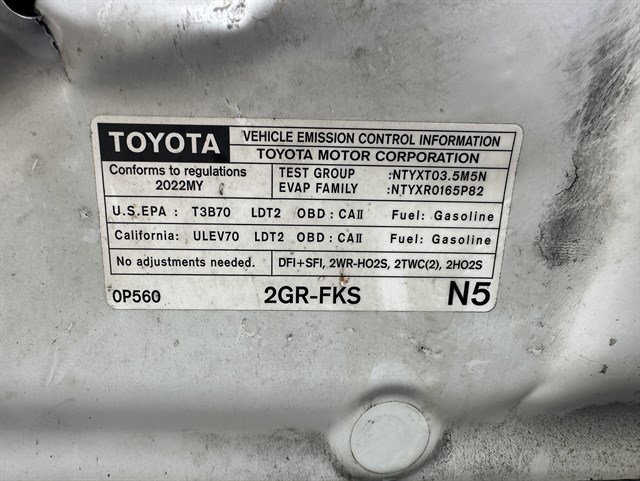 TOYOTA
VEHICLE EMISSION CONTROL INFORMATION
TOYOTA MOTOR CORPORATION
Conforms to regulations
2022MY
TEST GROUP :NTYXT03.5M5N
EVAP FAMILY :NTYXR0165P82
U.S.EPA : T3B70 LDT2 OBD : CAⅡ Fuel: Gasoline
California: ULEV70 LDT2 OBD : CAⅡ Fuel: Gasoline
No adjustments needed. DFI+SFI, 2WR-HO2S, 2TWC(2), 2HO2S
0P560 2GR-FKS N5